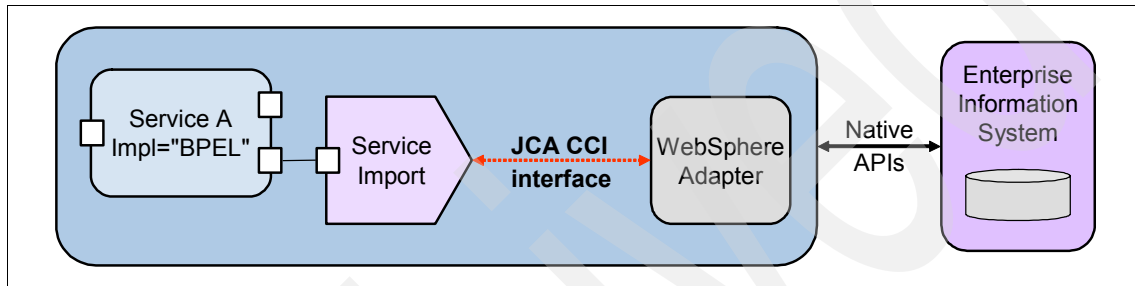 Service A
Impl="BPEL"
Service
Import
JCA CCI
interface
WebSphere
Adapter
Native
APIs
Enterprise
Information
System